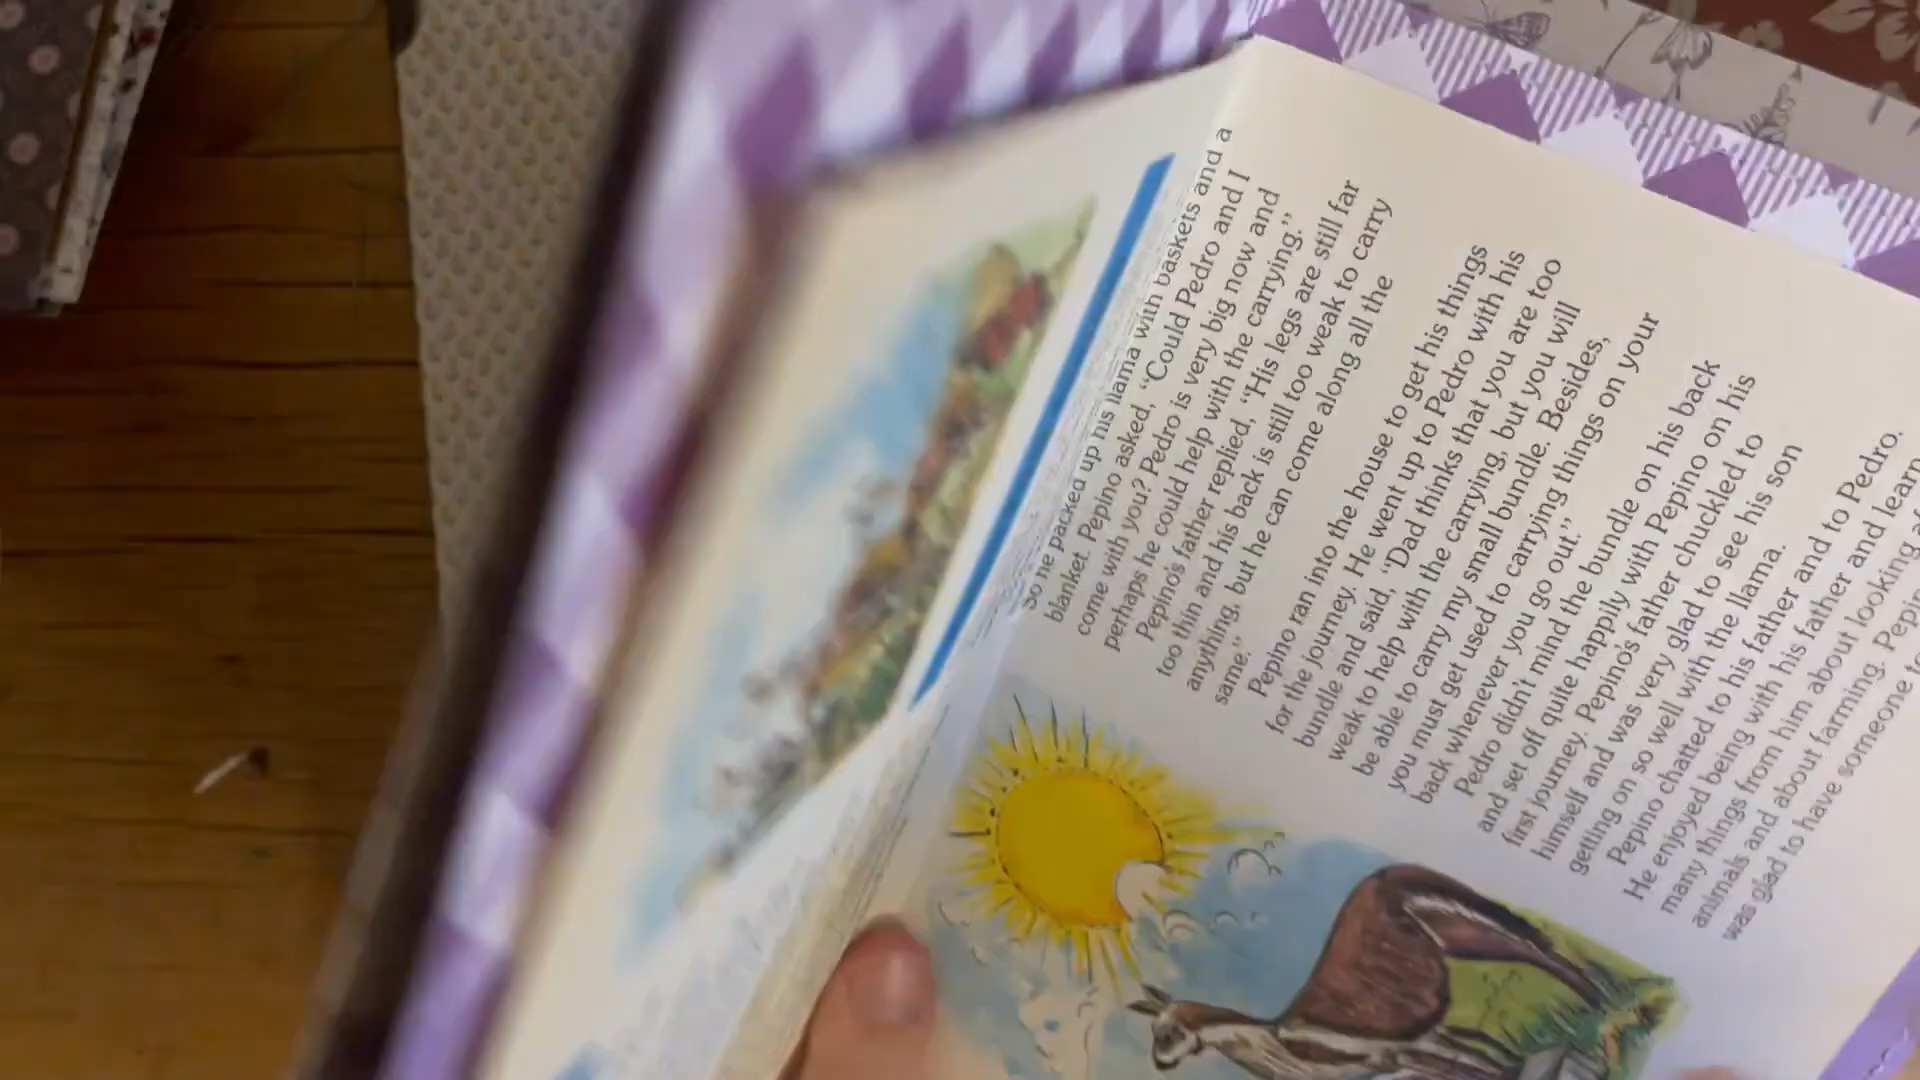 So he packed up his llama with baskets and a
blanket. Pepino asked, “Could Pedro and I
come with you? Pedro is very big now and
perhaps he could help with the carrying.”
Pepino's father replied, “His legs are still far
too thin and his back is still too weak to carry
anything, but he can come along all the
same.”
Pepino ran into the house to get his things
for the journey. He went up to Pedro with his
bundle and said, “Dad thinks that you are too
weak to help with the carrying, but you will
be able to carry my small bundle. Besides,
you must get used to carrying things on your
back whenever you go out.”
Pedro didn't mind the bundle on his back
and set off quite happily with Pepino on his
first journey. Pepino's father chuckled to
himself and was very glad to see his son
getting on so well with the llama.
Pepino chatted to his father and to Pedro.
He enjoyed being with his father and learn
many things from him about looking
animals and about farming. Pepin
was glad to have someone